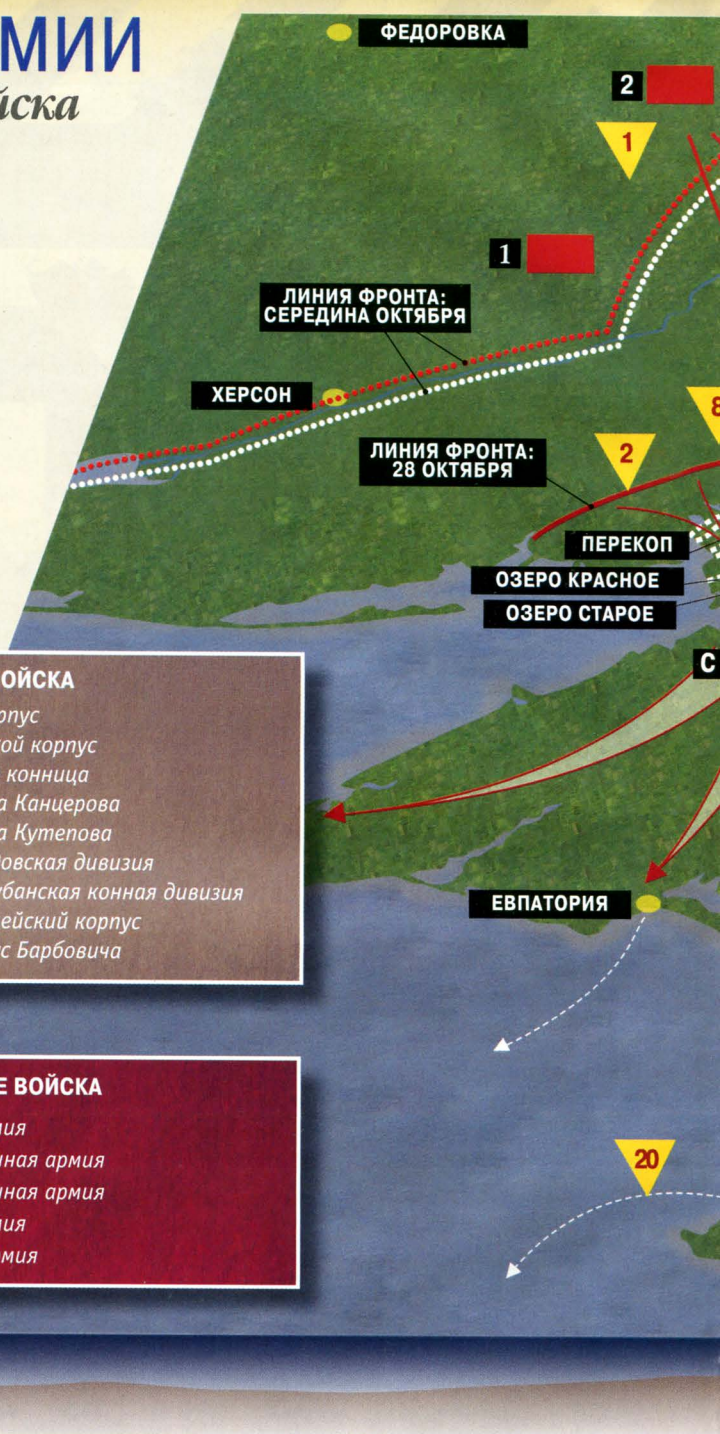 МИИ
йска
ФЕДОРОВКА
2
1
1
ЛИНИЯ ФРОНТА:
СЕРЕДИНА ОКТЯБРЯ
ХЕРСОН
8
ЛИНИЯ ФРОНТА:
28 ОКТЯБРЯ
2
ПЕРЕКОП
ОЗЕРО КРАСНОЕ
ОЗЕРО СТАРОЕ
С
ОЙСКА
рпус
ой корпус
конница
а Канцерова
а Кутепова
овская дивизия
убанская конная дивизия
ейский корпус
с Барбовича
ЕВПАТОРИЯ
Е ВОЙСКА
ия
нная армия
нная армия
ия
мия
20